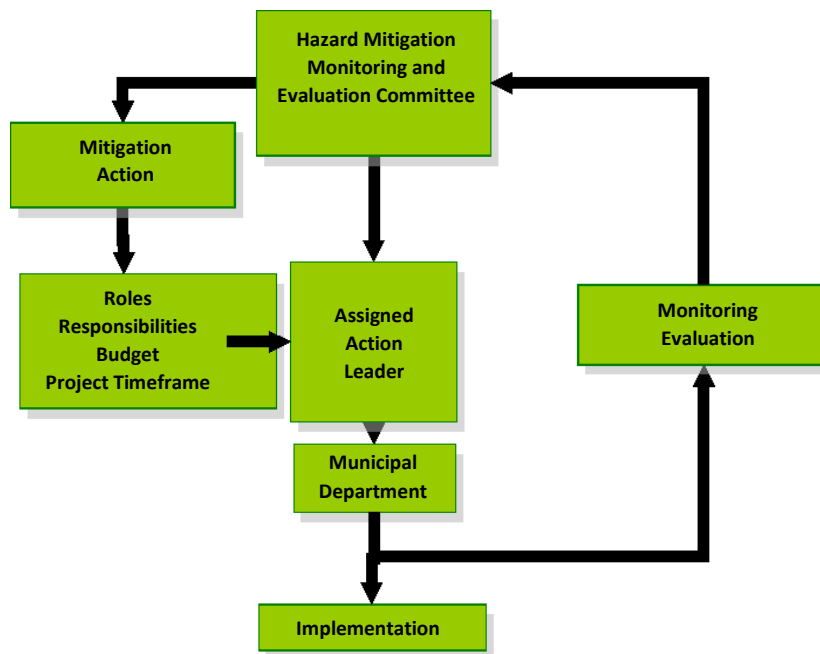 Hazard Mitigation
Monitoring and
Evaluation Committee
Mitigation
Action
Roles
Responsibilities
Budget
Project Timeframe
Assigned
Action
Leader
Monitoring
Evaluation
Municipal
Department
Implementation